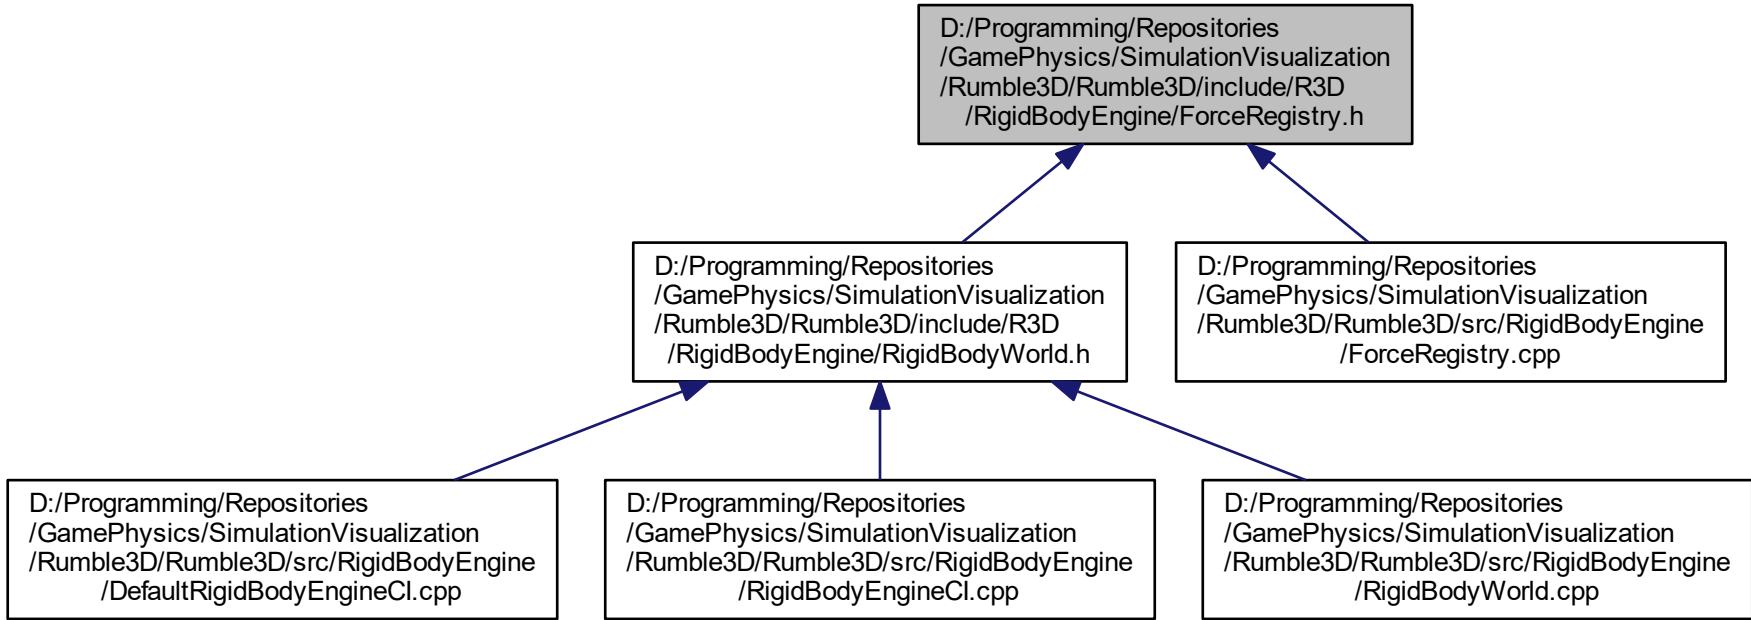 D:/Programming/Repositories
/GamePhysics/SimulationVisualization
/Rumble3D/Rumble3D/include/R3D
/RigidBodyEngine/ForceRegistry.h
D:/Programming/Repositories
/GamePhysics/SimulationVisualization
/Rumble3D/Rumble3D/include/R3D
/RigidBodyEngine/RigidBodyWorld.h
D:/Programming/Repositories
/GamePhysics/SimulationVisualization
/Rumble3D/Rumble3D/src/RigidBodyEngine
/ForceRegistry.cpp
D:/Programming/Repositories
/GamePhysics/SimulationVisualization
/Rumble3D/Rumble3D/src/RigidBodyEngine
/DefaultRigidBodyEngineCI.cpp
D:/Programming/Repositories
/GamePhysics/SimulationVisualization
/Rumble3D/Rumble3D/src/RigidBodyEngine
/RigidBodyEngineCI.cpp
D:/Programming/Repositories
/GamePhysics/SimulationVisualization
/Rumble3D/Rumble3D/src/RigidBodyEngine
/RigidBodyWorld.cpp